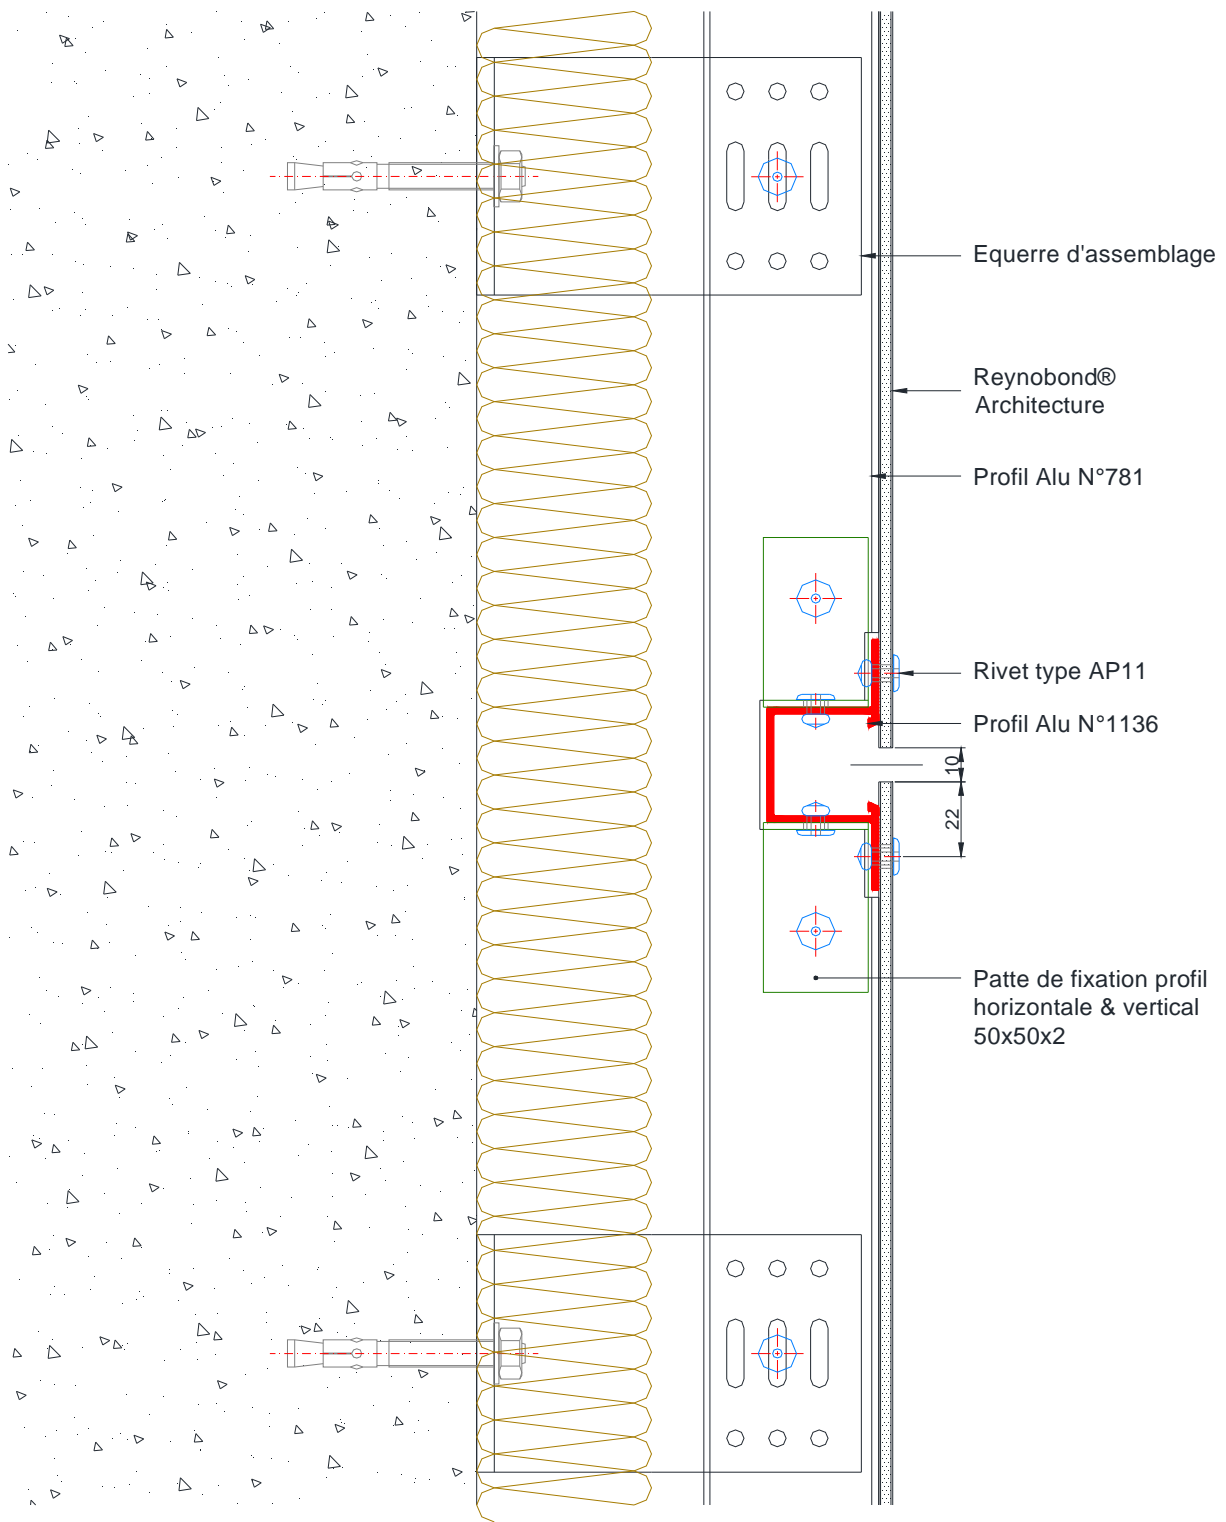 Equerre d'assemblage
Reynobond®
Architecture
Profil Alu N°781
Rivet type AP11
Profil Alu N°1136
10
22
Patte de fixation profil
horizontale & vertical
50x50x2